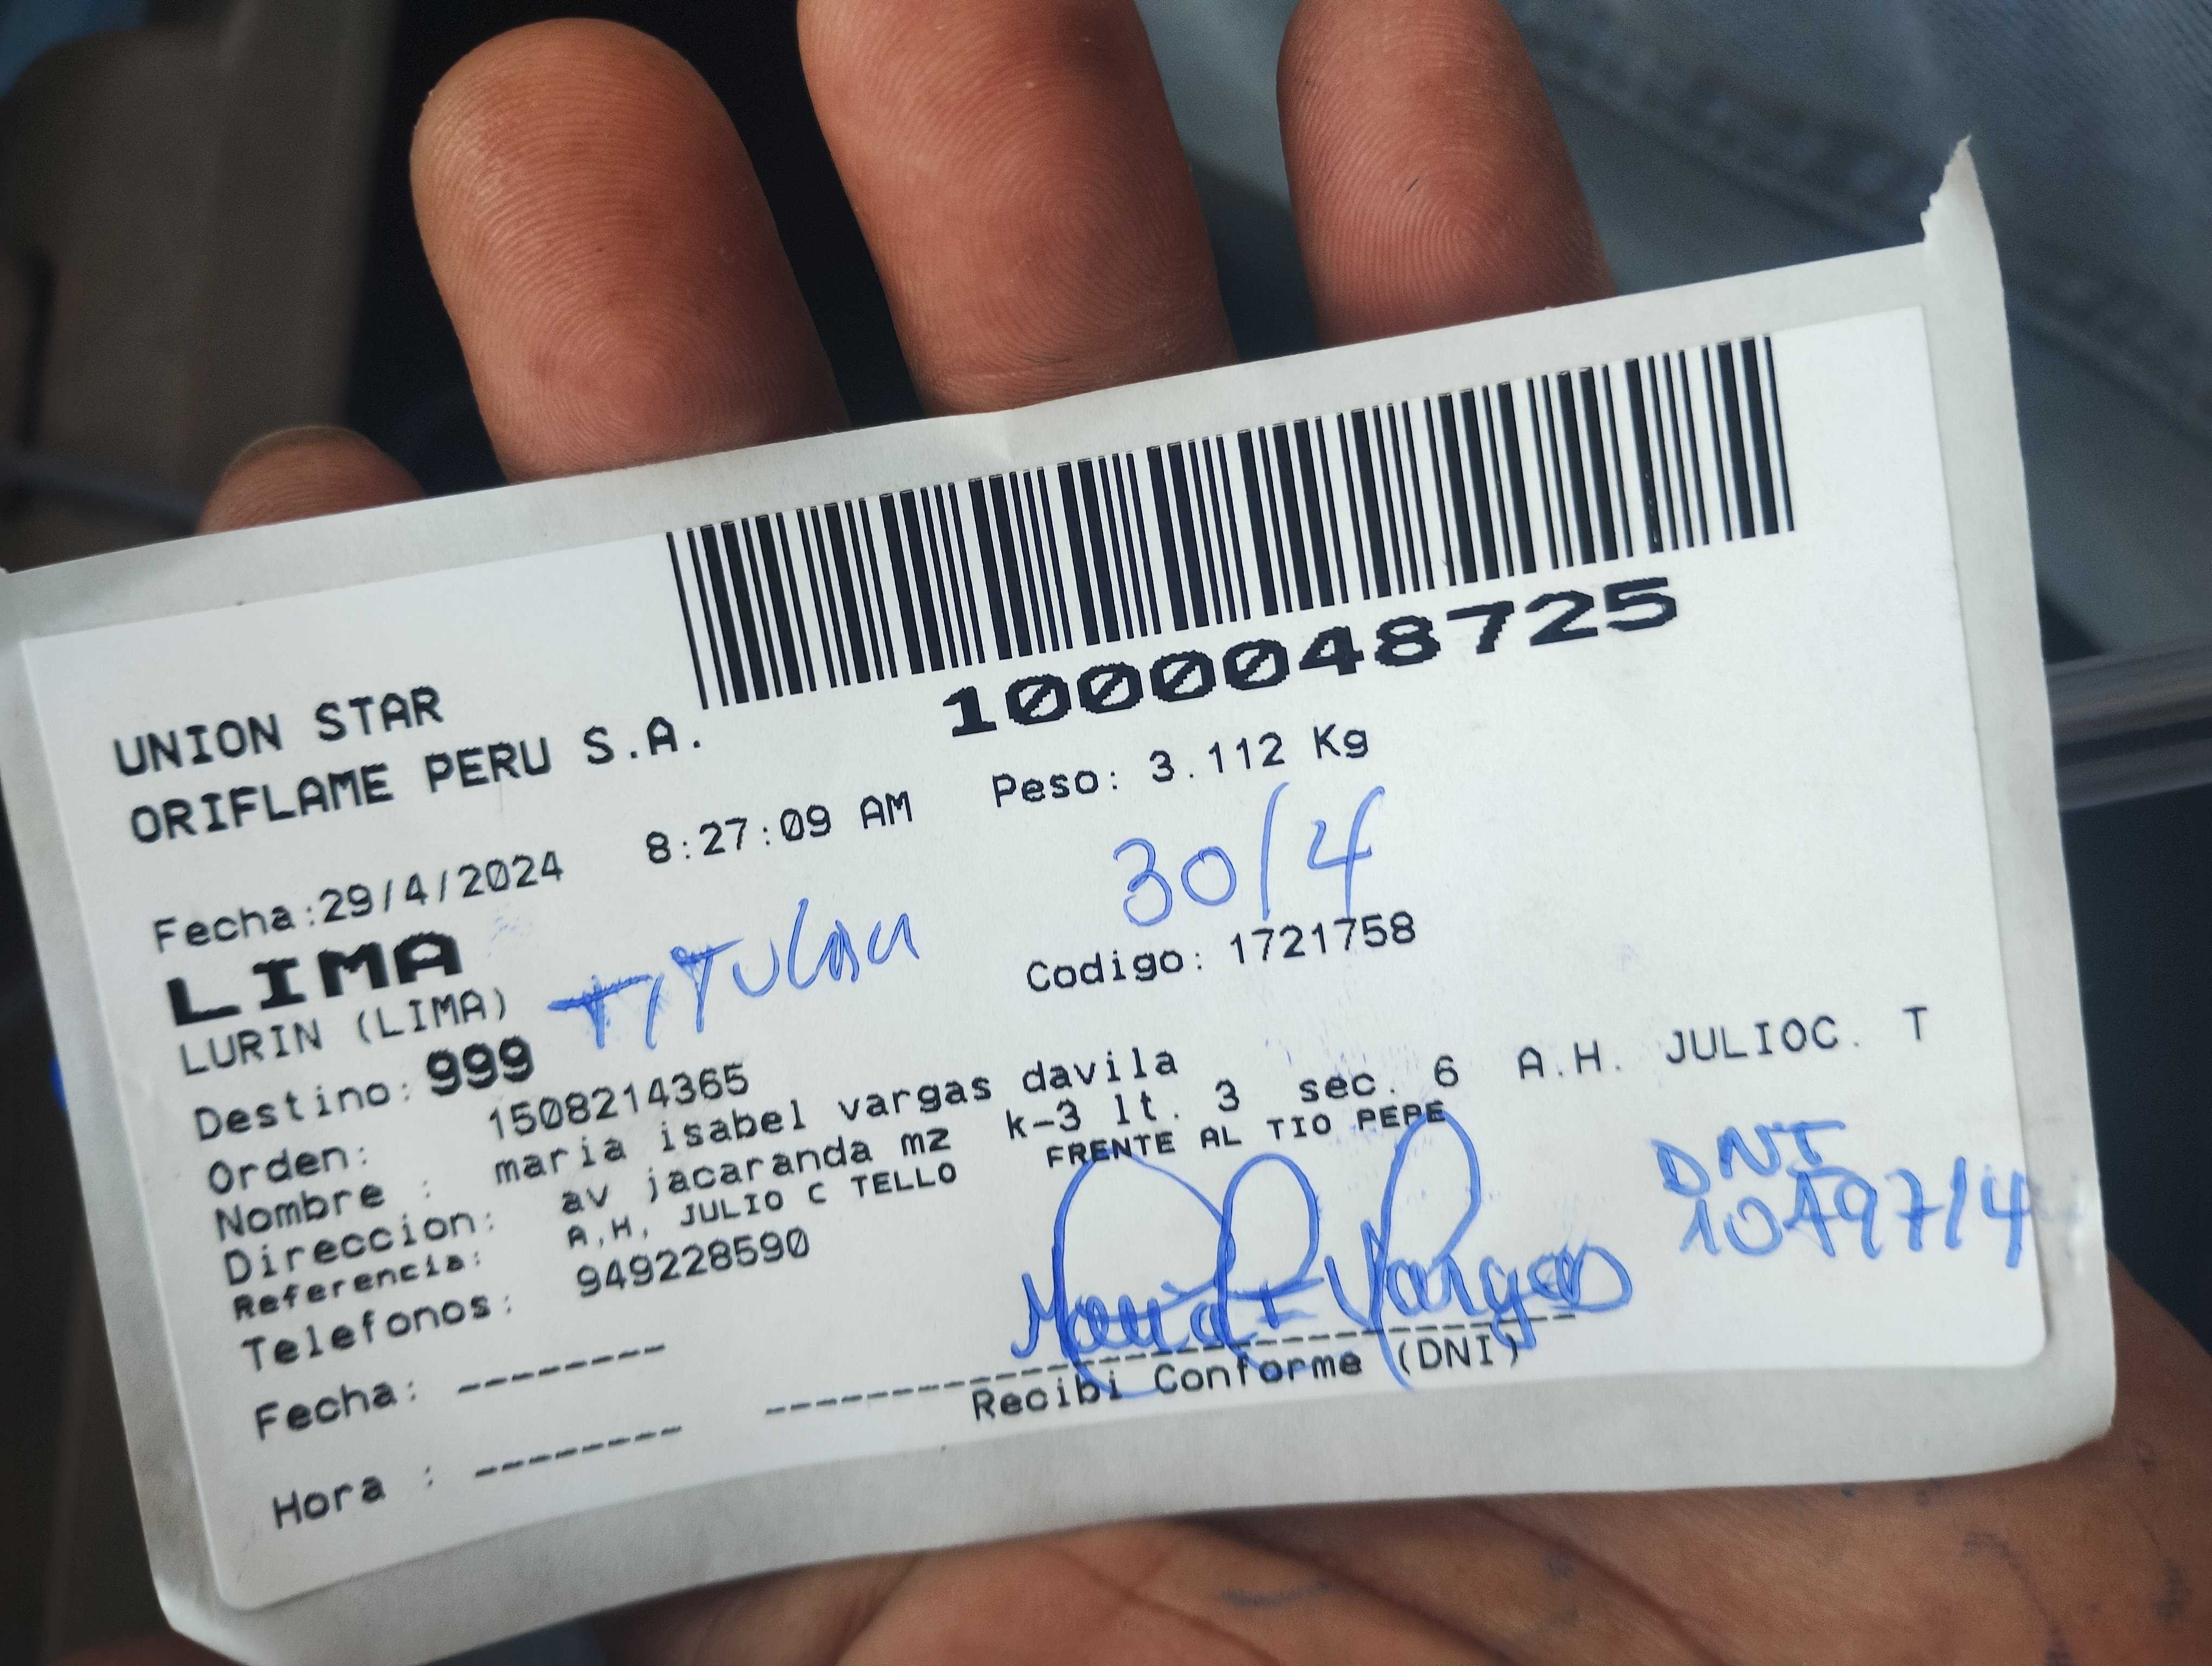 1000048725
UNION STAR
ORIFLAME PERU S.A.
Fecha:29/4/2024 8:27:09 AM Peso: 3.112 Kg
30/4
LIMA TITULAR
LURIN (LIMA) Codigo: 1721758
Destino: 999
Orden: 1508214365
Nombre : maria isabel vargas davila
Direccion: av jacaranda mz k-3 lt. 3 sec. 6 A.H. JULIOC. T
Referencia: A,H, JULIO C TELLO FRENTE AL TIO PEPE
Telefonos: 949228590
DNI
Maria I Vargas
Fecha: --------
Recibi Conforme (DNI)
Hora : --------